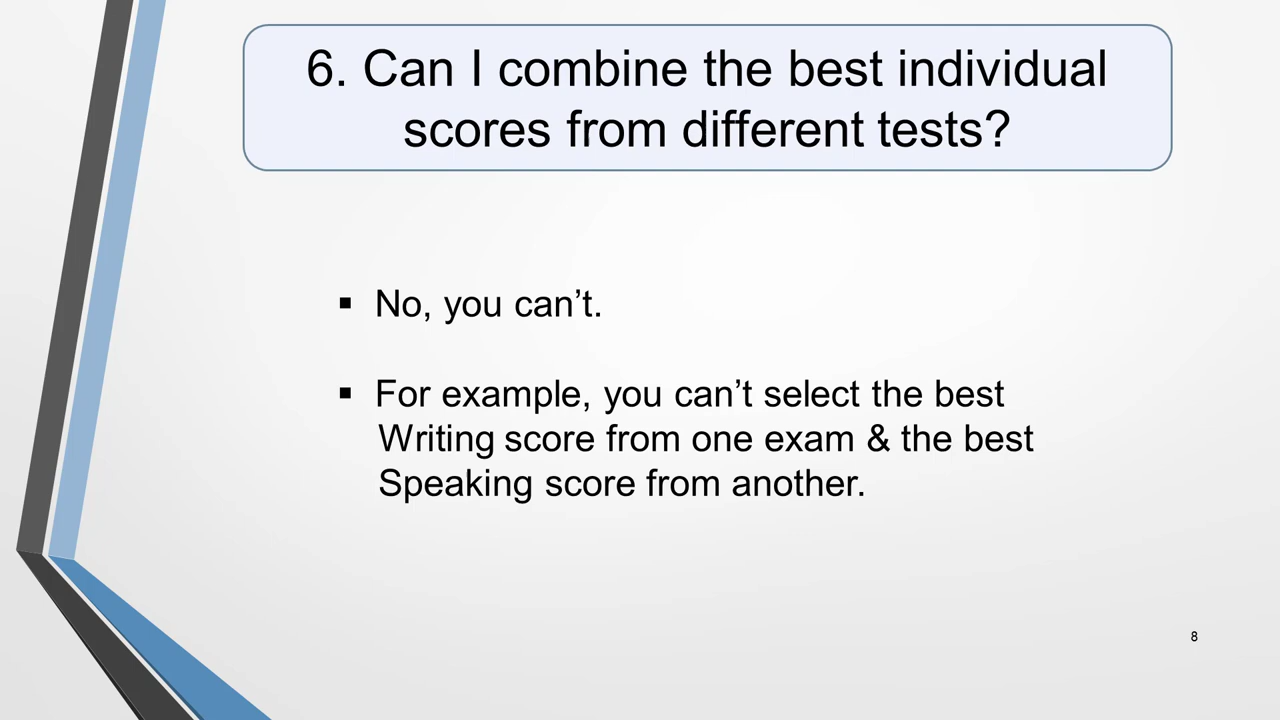 6. Can I combine the best individual
scores from different tests?
▪ No, you can’t.
▪ For example, you can’t select the best
Writing score from one exam & the best
Speaking score from another.
8